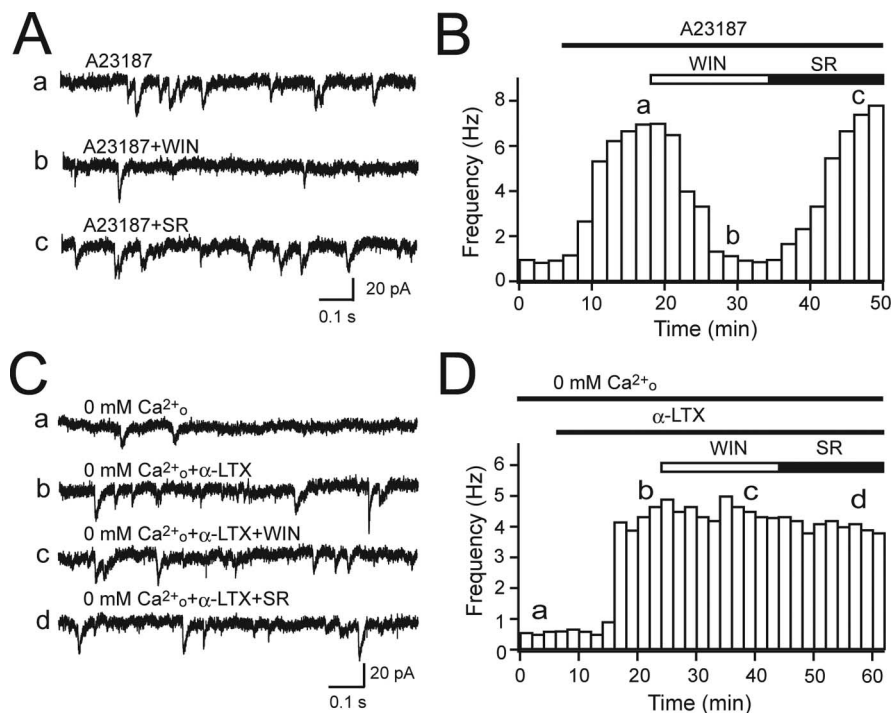 A
a A23187
b A23187+WIN
c A23187+SR
20 pA
0.1 s
B
A23187
WIN SR
Frequency (Hz)
8
6
4
2
0
a b c
0 10 20 30 40 50
Time (min)
C
a 0 mM Ca²⁺ₒ
b 0 mM Ca²⁺ₒ+α-LTX
c 0 mM Ca²⁺ₒ+α-LTX+WIN
d 0 mM Ca²⁺ₒ+α-LTX+SR
20 pA
0.1 s
D
0 mM Ca²⁺ₒ
α-LTX
WIN SR
Frequency (Hz)
6
5
4
3
2
1
0
a b c d
0 10 20 30 40 50 60
Time (min)